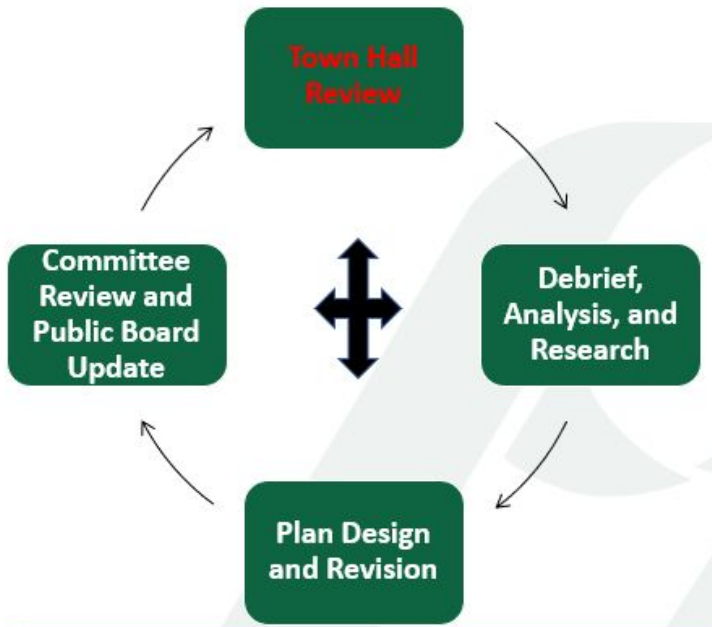 Town Hall
Review
Debrief,
Analysis, and
Research
Plan Design
and Revision
Committee
Review and
Public Board
Update